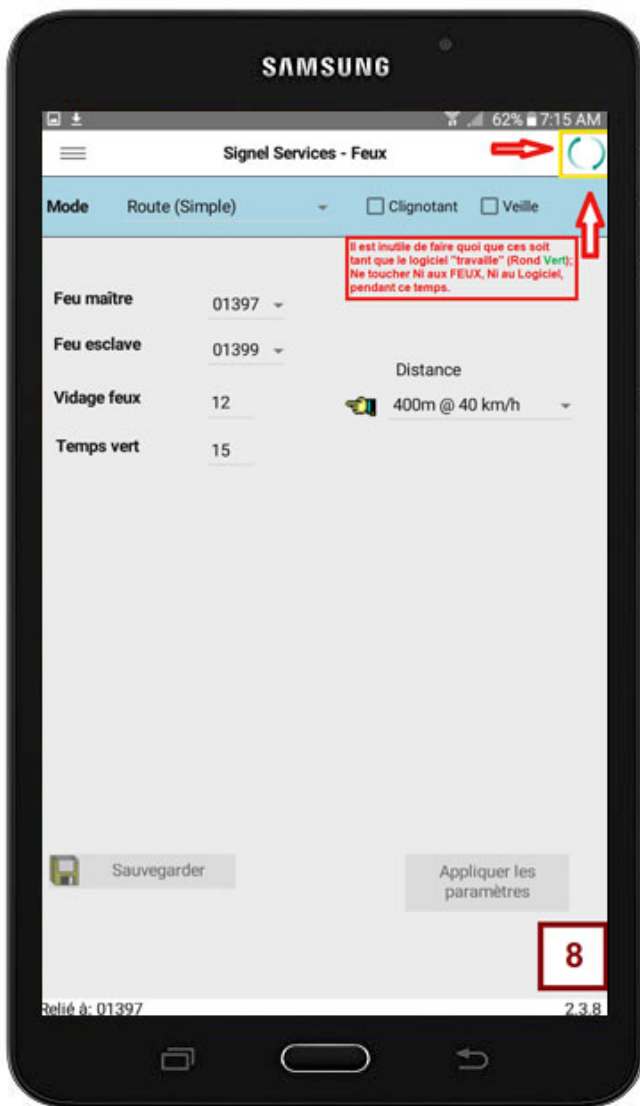 SAMSUNG
62% 7:15 AM
Signel Services - Feux
Mode Route (Simple) Clignotant Veille
Il est inutile de faire quoi que ces soit
tant que le logiciel "travaille" (Rond Vert);
Ne toucher Ni aux FEUX, Ni au Logiciel,
pendant ce temps.
Feu maître 01397
Feu esclave 01399
Distance
Vidage feux 12 400m @ 40 km/h
Temps vert 15
Sauvegarder
Appliquer les
paramètres
8
Relié à: 01397 2.3.8